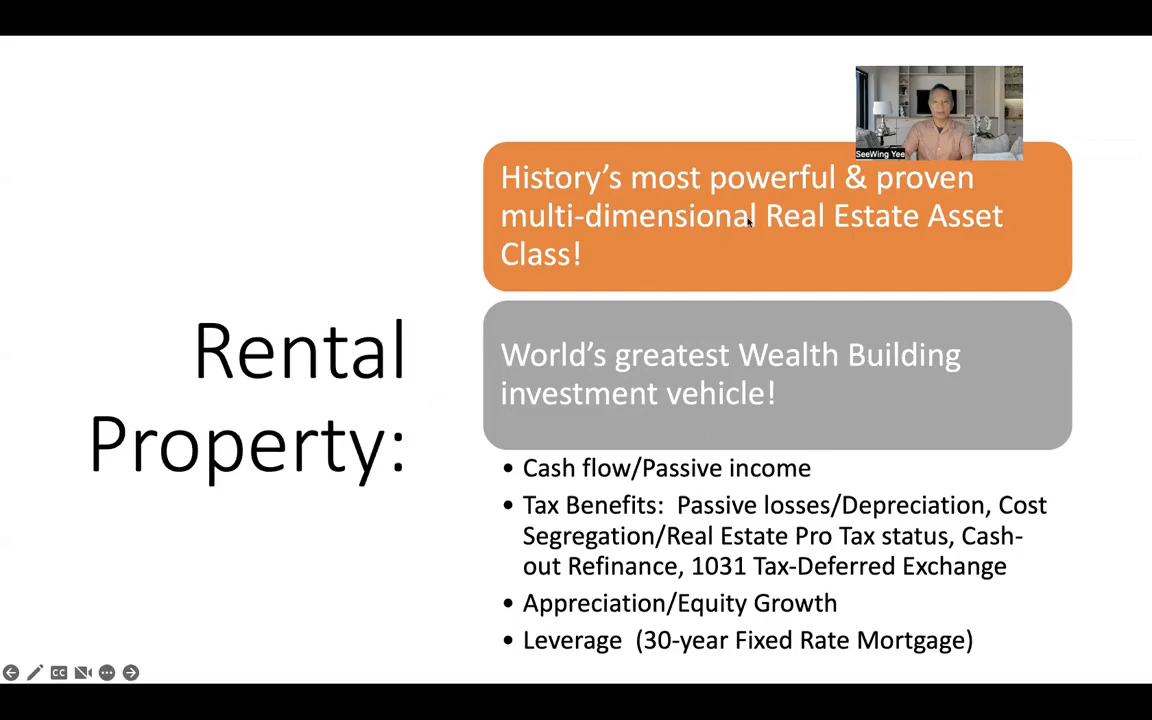 SeeWing Yee
History's most powerful & proven
multi-dimensional Real Estate Asset
Class!
Rental
Property:
World's greatest Wealth Building
investment vehicle!
• Cash flow/Passive income
• Tax Benefits:  Passive losses/Depreciation, Cost
Segregation/Real Estate Pro Tax status, Cash-
out Refinance, 1031 Tax-Deferred Exchange
• Appreciation/Equity Growth
• Leverage  (30-year Fixed Rate Mortgage)
CC